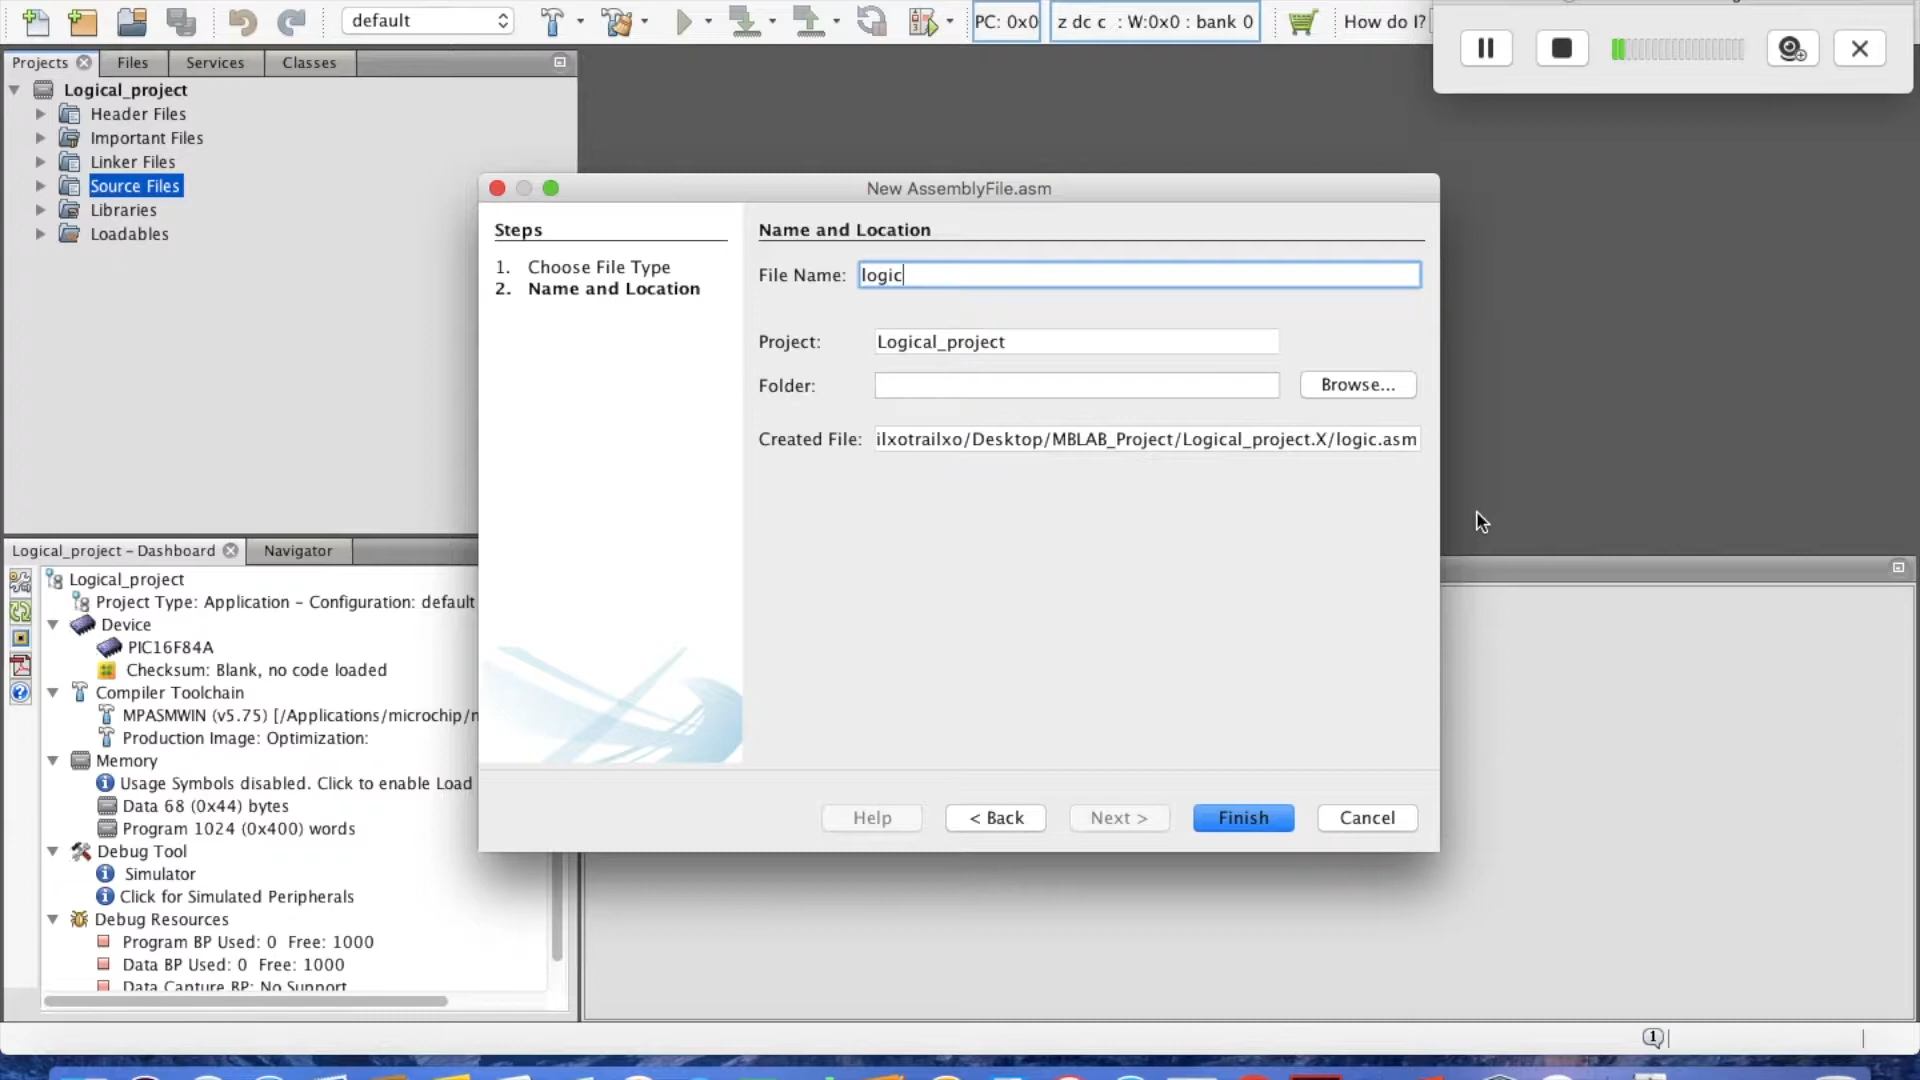 default
PC: 0x0
z dc c : W:0x0 : bank 0
How do I?
Projects
Files
Services
Classes
Logical_project
Header Files
Important Files
Linker Files
Source Files
Libraries
Loadables
New AssemblyFile.asm
Steps
1. Choose File Type
2. Name and Location
Name and Location
File Name: logic
Project: Logical_project
Folder:
Browse...
Created File: ilxotrailxo/Desktop/MBLAB_Project/Logical_project.X/logic.asm
Help
< Back
Next >
Finish
Cancel
Logical_project – Dashboard
Navigator
Logical_project
Project Type: Application – Configuration: default
Device
PIC16F84A
Checksum: Blank, no code loaded
Compiler Toolchain
MPASMWIN (v5.75) [/Applications/microchip/
Production Image: Optimization:
Memory
Usage Symbols disabled. Click to enable Load
Data 68 (0x44) bytes
Program 1024 (0x400) words
Debug Tool
Simulator
Click for Simulated Peripherals
Debug Resources
Program BP Used: 0 Free: 1000
Data BP Used: 0 Free: 1000
Data Capture BP: No Support
1